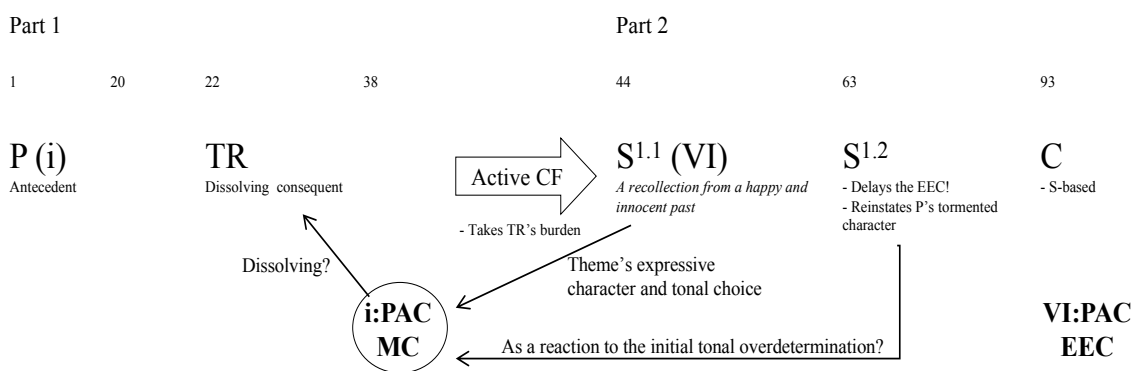 Part 1 Part 2
1 20 22 38 44 63 93
P (i) TR Active CF S1.1 (VI) S1.2 C
Antecedent Dissolving consequent A recollection from a happy and - Delays the EEC! - S-based
innocent past - Reinstates P's tormented
- Takes TR's burden character
Dissolving? Theme's expressive
character and tonal choice
i:PAC VI:PAC
MC EEC
As a reaction to the initial tonal overdetermination?